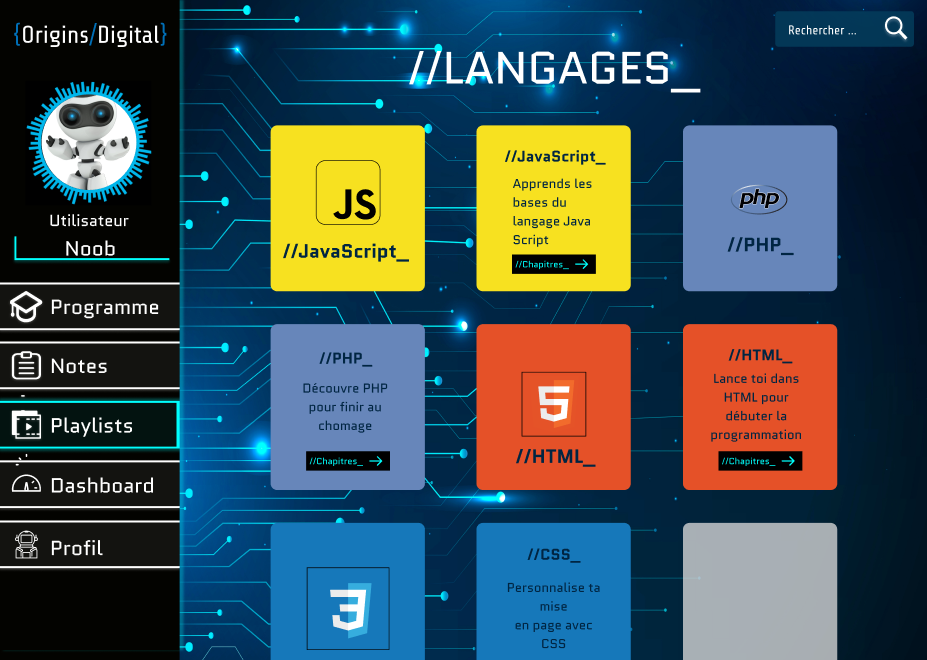 {Origins/Digital}
Utilisateur
Noob
Programme
Notes
Playlists
Dashboard
Profil
Rechercher ...
//LANGAGES_
JS
//JavaScript_
//JavaScript_
Apprends les
bases du
langage Java
Script
//Chapitres_
php
//PHP_
//PHP_
Découvre PHP
pour finir au
chomage
//Chapitres_
5
//HTML_
//HTML_
Lance toi dans
HTML pour
débuter la
programmation
//Chapitres_
3
//CSS_
Personnalise ta
mise
en page avec
CSS